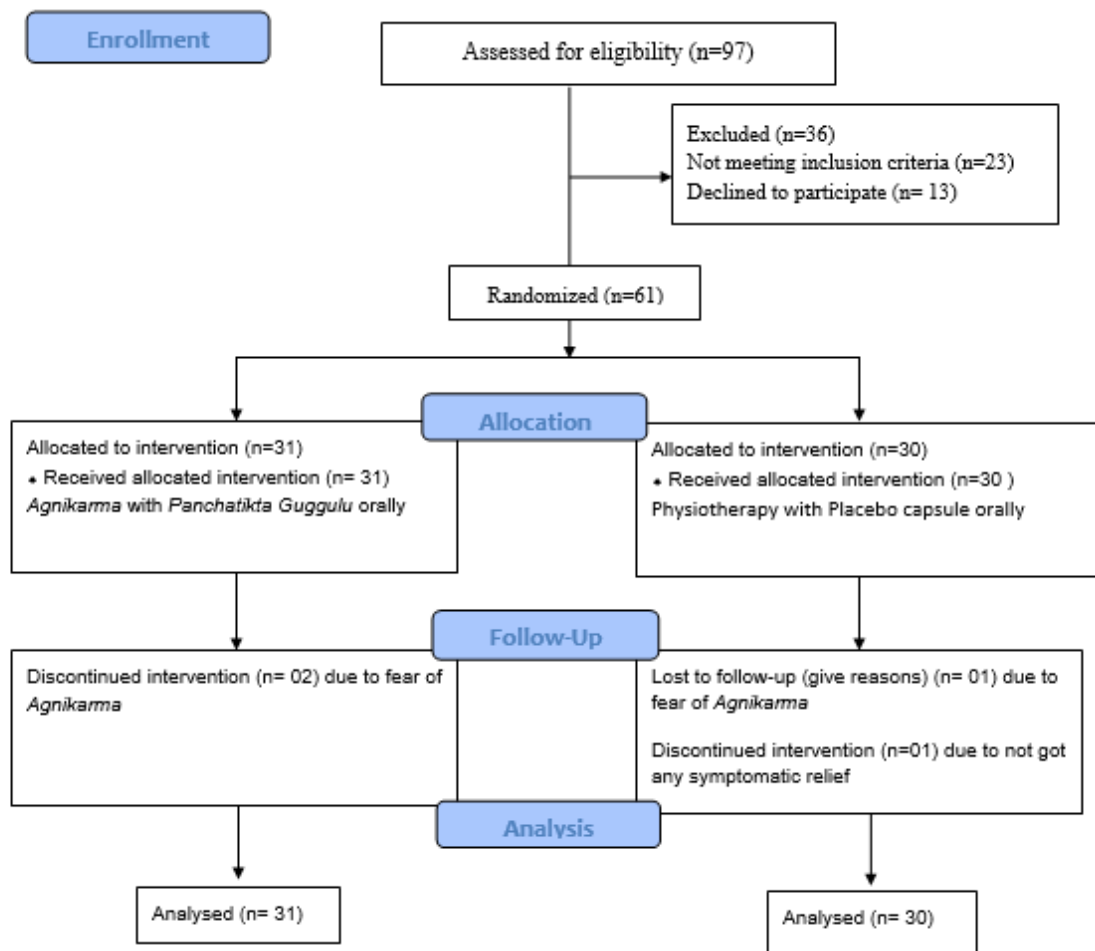 Enrollment
Assessed for eligibility (n=97)
Excluded (n=36)
Not meeting inclusion criteria (n=23)
Declined to participate (n= 13)
Randomized (n=61)
Allocation
Allocated to intervention (n=31)
• Received allocated intervention (n= 31)
Agnikarma with Panchatikta Guggulu orally
Allocated to intervention (n=30)
• Received allocated intervention (n=30 )
Physiotherapy with Placebo capsule orally
Follow-Up
Discontinued intervention (n= 02) due to fear of
Agnikarma
Lost to follow-up (give reasons) (n= 01) due to
fear of Agnikarma
Discontinued intervention (n=01) due to not got
any symptomatic relief
Analysis
Analysed (n= 31)
Analysed (n= 30)